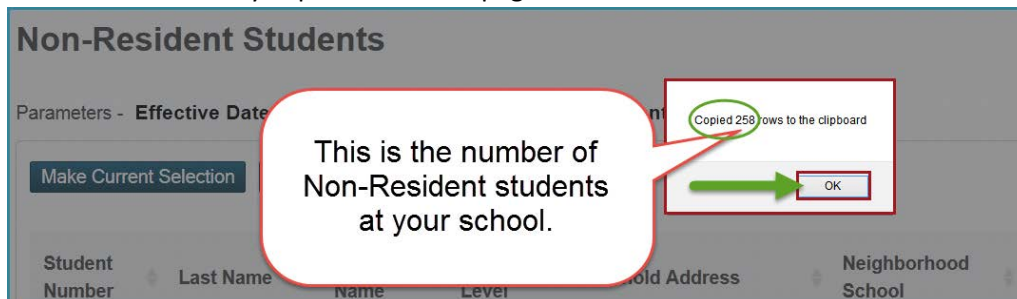 Non-Resident Students
Parameters - Effective Date
Copied 258 rows to the clipboard
OK
This is the number of
Non-Resident students
at your school.
Make Current Selection
Student
Number
Last Name
Name
Level
Address
Neighborhood
School